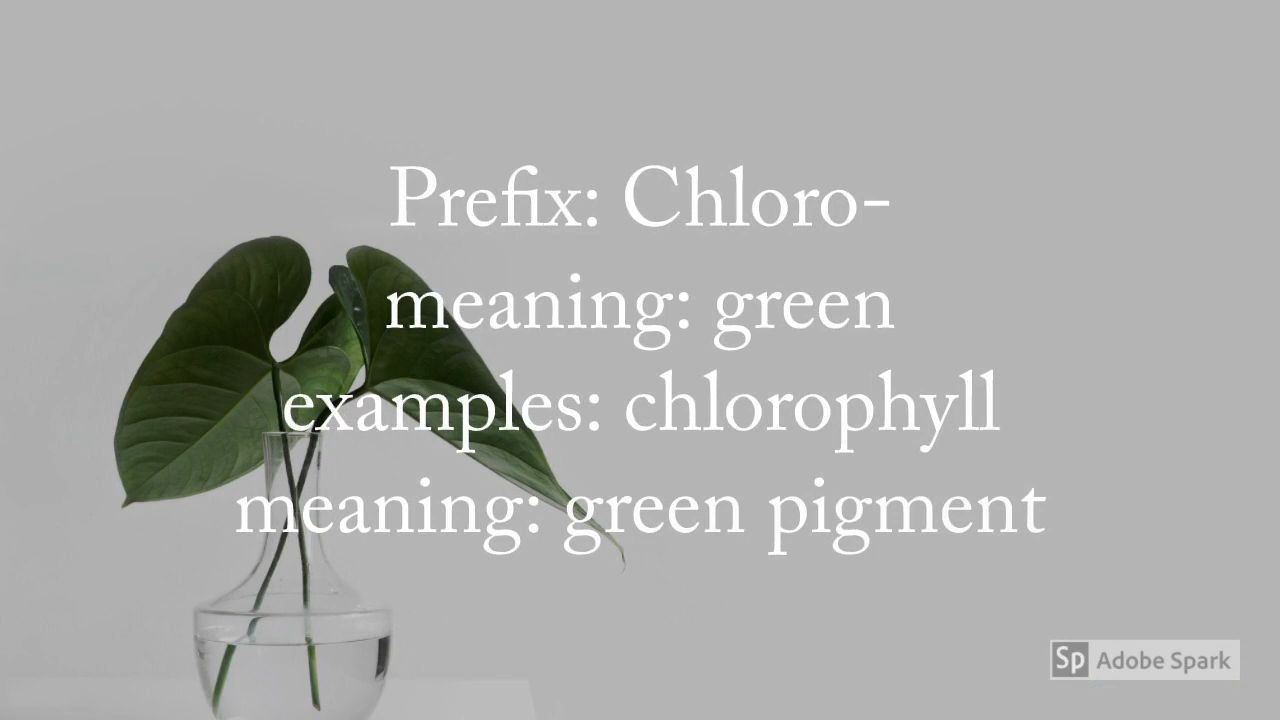 Prefix: Chloro-
meaning: green
examples: chlorophyll
meaning: green pigment
Sp Adobe Spark